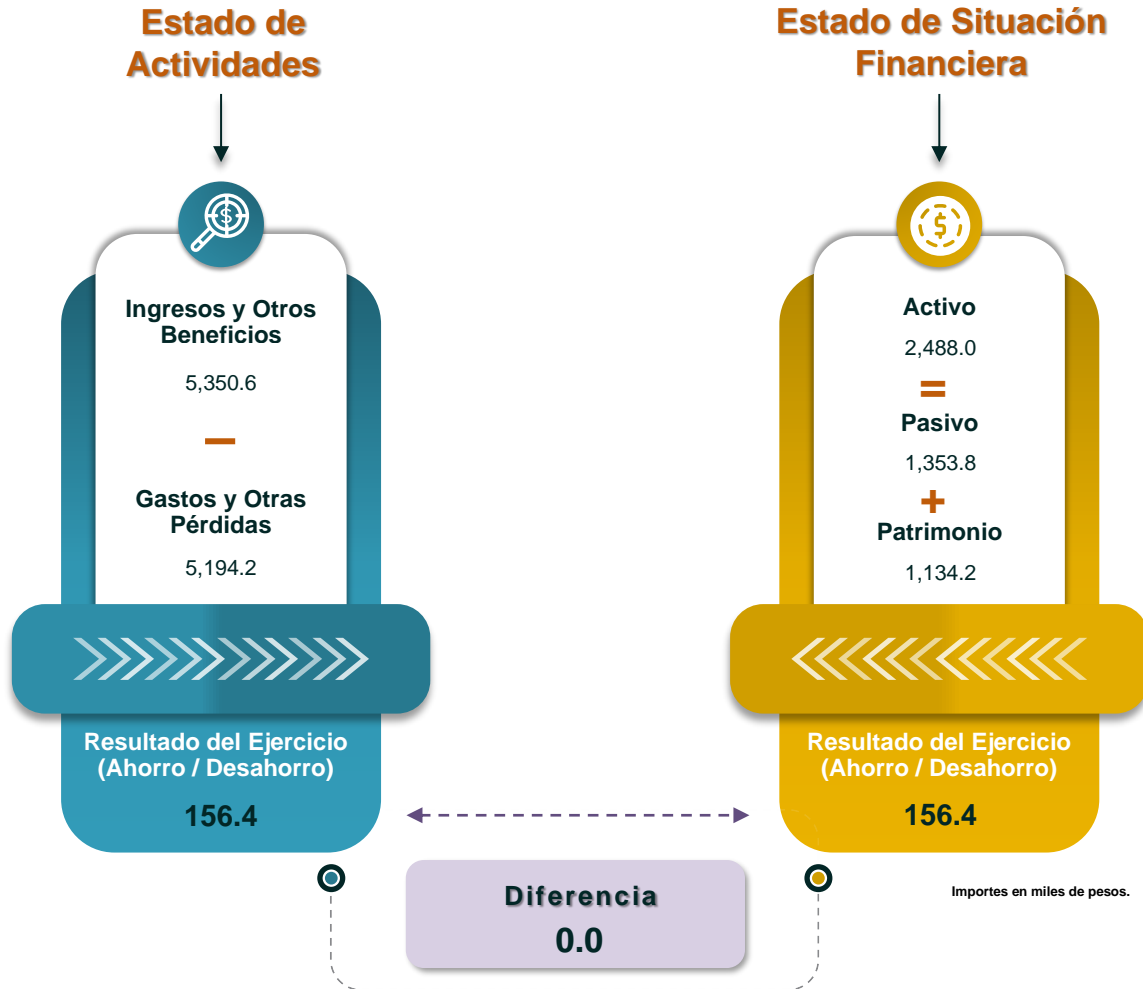 Estado de
Actividades
Ingresos y Otros
Beneficios
5,350.6
–
Gastos y Otras
Pérdidas
5,194.2
Resultado del Ejercicio
(Ahorro / Desahorro)
156.4
Estado de Situación
Financiera
$
Activo
2,488.0
=
Pasivo
1,353.8
+
Patrimonio
1,134.2
Resultado del Ejercicio
(Ahorro / Desahorro)
156.4
Diferencia
0.0
Importes en miles de pesos.